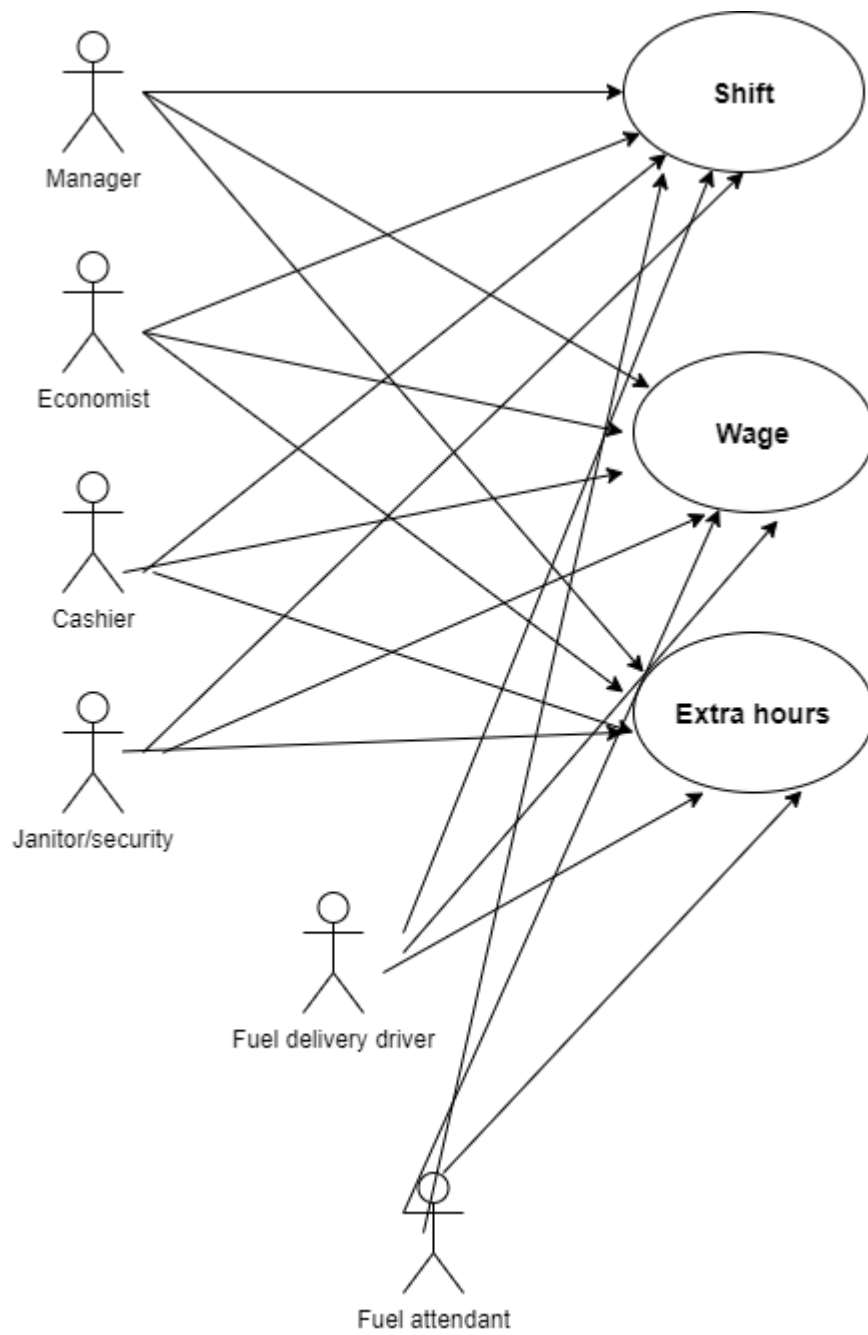 Shift
Manager
Economist
Wage
Cashier
Extra hours
Janitor/security
Fuel delivery driver
Fuel attendant